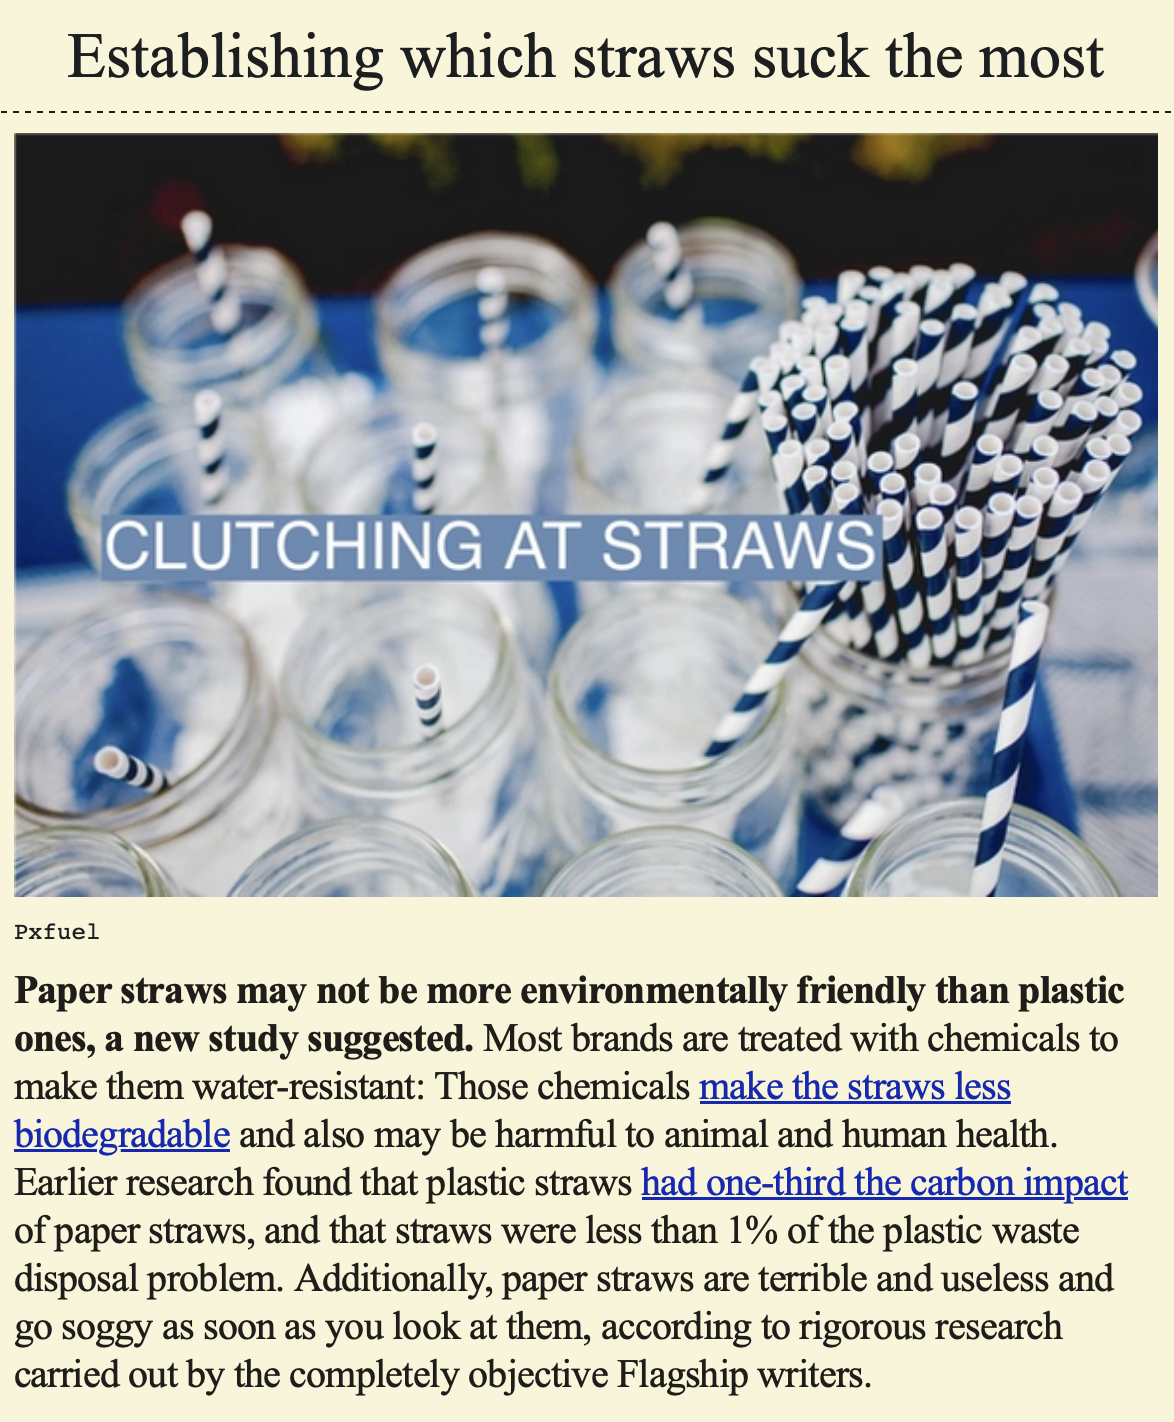 Establishing which straws suck the most
CLUTCHING AT STRAWS
Pxfuel
Paper straws may not be more environmentally friendly than plastic
ones, a new study suggested. Most brands are treated with chemicals to
make them water-resistant: Those chemicals make the straws less
biodegradable and also may be harmful to animal and human health.
Earlier research found that plastic straws had one-third the carbon impact
of paper straws, and that straws were less than 1% of the plastic waste
disposal problem. Additionally, paper straws are terrible and useless and
go soggy as soon as you look at them, according to rigorous research
carried out by the completely objective Flagship writers.